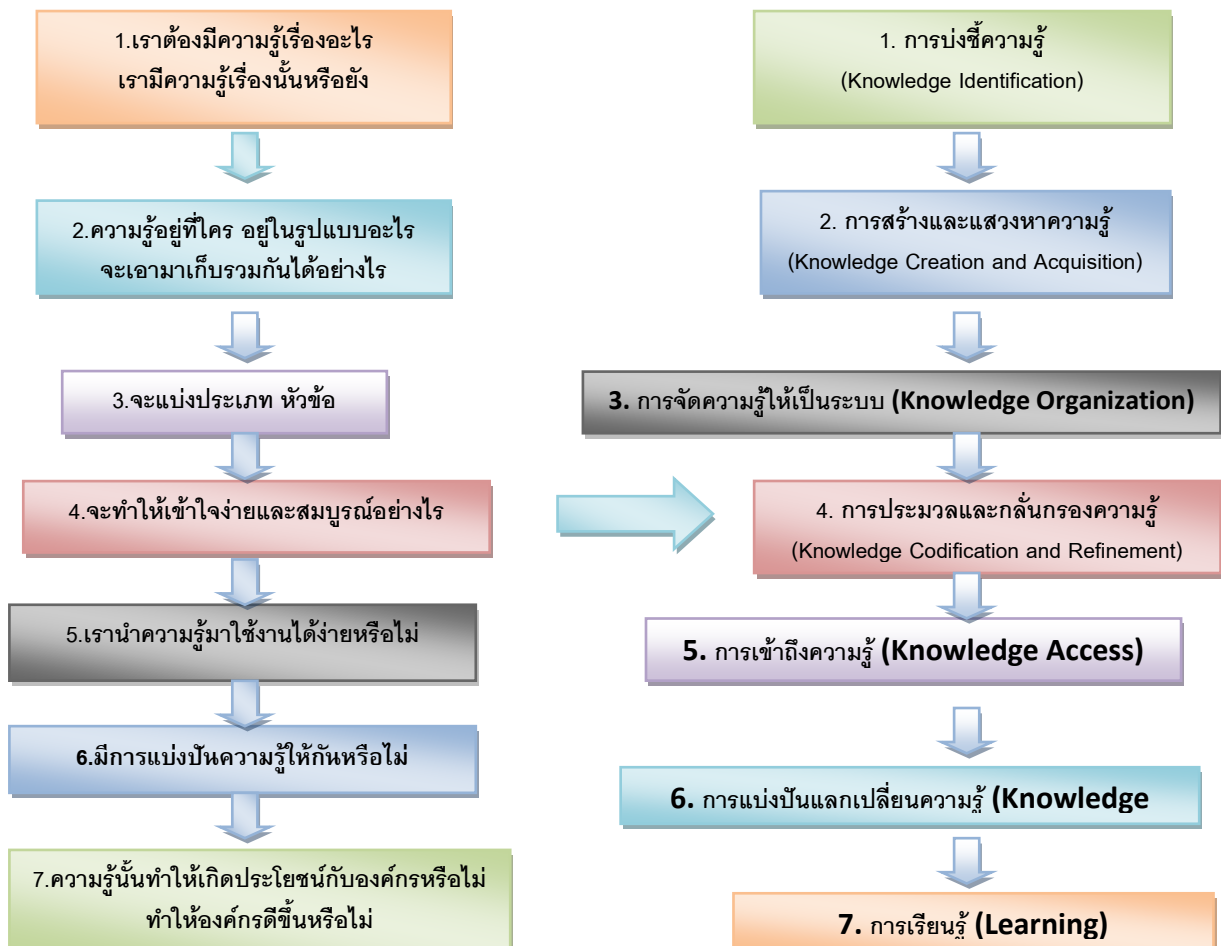 1.เราต้องมีความรู้เรื่องอะไร
เรามีความรู้เรื่องนั้นหรือยัง
2.ความรู้อยู่ที่ใคร อยู่ในรูปแบบอะไร
จะเอามาเก็บรวมกันได้อย่างไร
3.จะแบ่งประเภท หัวข้อ
4.จะทำให้เข้าใจง่ายและสมบูรณ์อย่างไร
5.เรานำความรู้มาใช้งานได้ง่ายหรือไม่
6.มีการแบ่งปันความรู้ให้กันหรือไม่
7.ความรู้นั้นทำให้เกิดประโยชน์กับองค์กรหรือไม่
ทำให้องค์กรดีขึ้นหรือไม่
1. การบ่งชี้ความรู้
(Knowledge Identification)
2. การสร้างและแสวงหาความรู้
(Knowledge Creation and Acquisition)
3. การจัดความรู้ให้เป็นระบบ (Knowledge Organization)
4. การประมวลและกลั่นกรองความรู้
(Knowledge Codification and Refinement)
5. การเข้าถึงความรู้ (Knowledge Access)
6. การแบ่งปันแลกเปลี่ยนความรู้ (Knowledge
7. การเรียนรู้ (Learning)